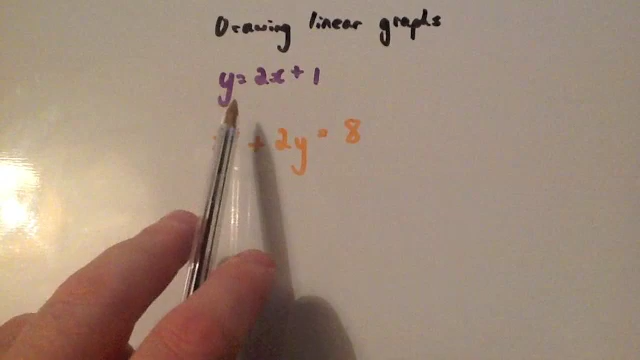 Drawing linear graphs
y = 2x + 1
+ 2y = 8